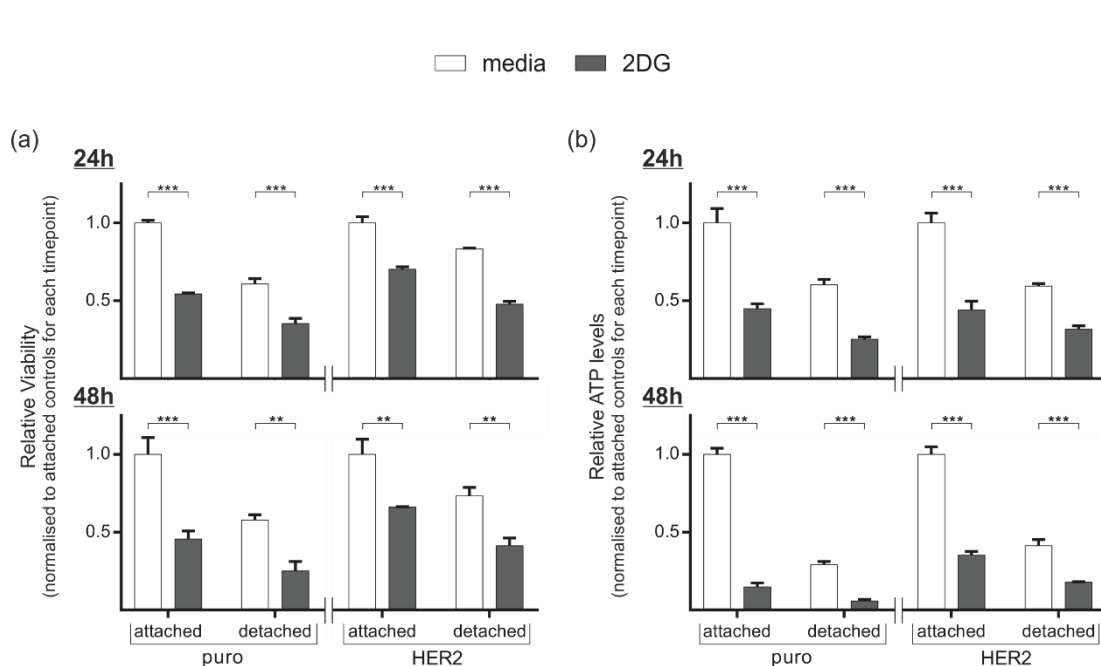 media 2DG
(a)
24h
*** *** *** ***
1.0
0.5
48h
*** ** ** **
1.0
0.5
Relative Viability
(normalised to attached controls for each timepoint)
attached detached attached detached
puro HER2
(b)
24h
*** *** *** ***
1.0
0.5
48h
*** *** *** ***
1.0
0.5
Relative ATP levels
(normalised to attached controls for each timepoint)
attached detached attached detached
puro HER2